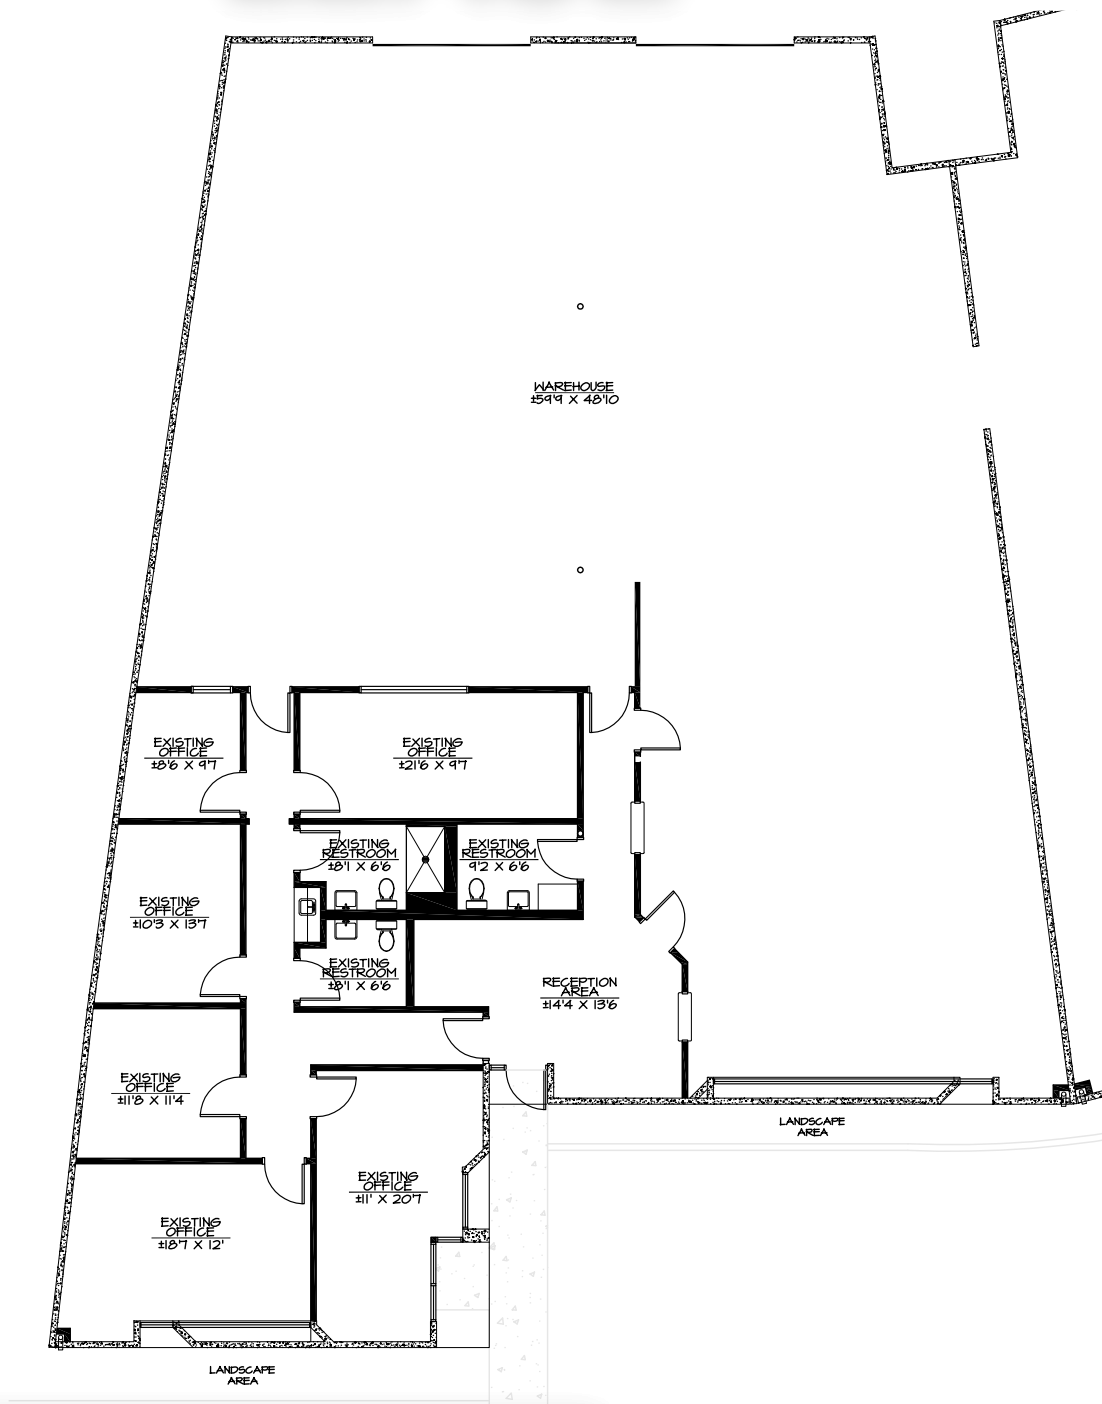 WAREHOUSE
±59'9 X 48'10
EXISTING
OFFICE
±8'6 X 9'7
EXISTING
OFFICE
±21'6 X 9'7
EXISTING
RESTROOM
±8'1 X 6'6
EXISTING
RESTROOM
9'2 X 6'6
EXISTING
OFFICE
±10'3 X 13'7
EXISTING
RESTROOM
±8'1 X 6'6
RECEPTION
AREA
±14'4 X 13'6
EXISTING
OFFICE
±11'8 X 11'4
LANDSCAPE
AREA
EXISTING
OFFICE
±11' X 20'7
EXISTING
OFFICE
±18'7 X 12'
LANDSCAPE
AREA